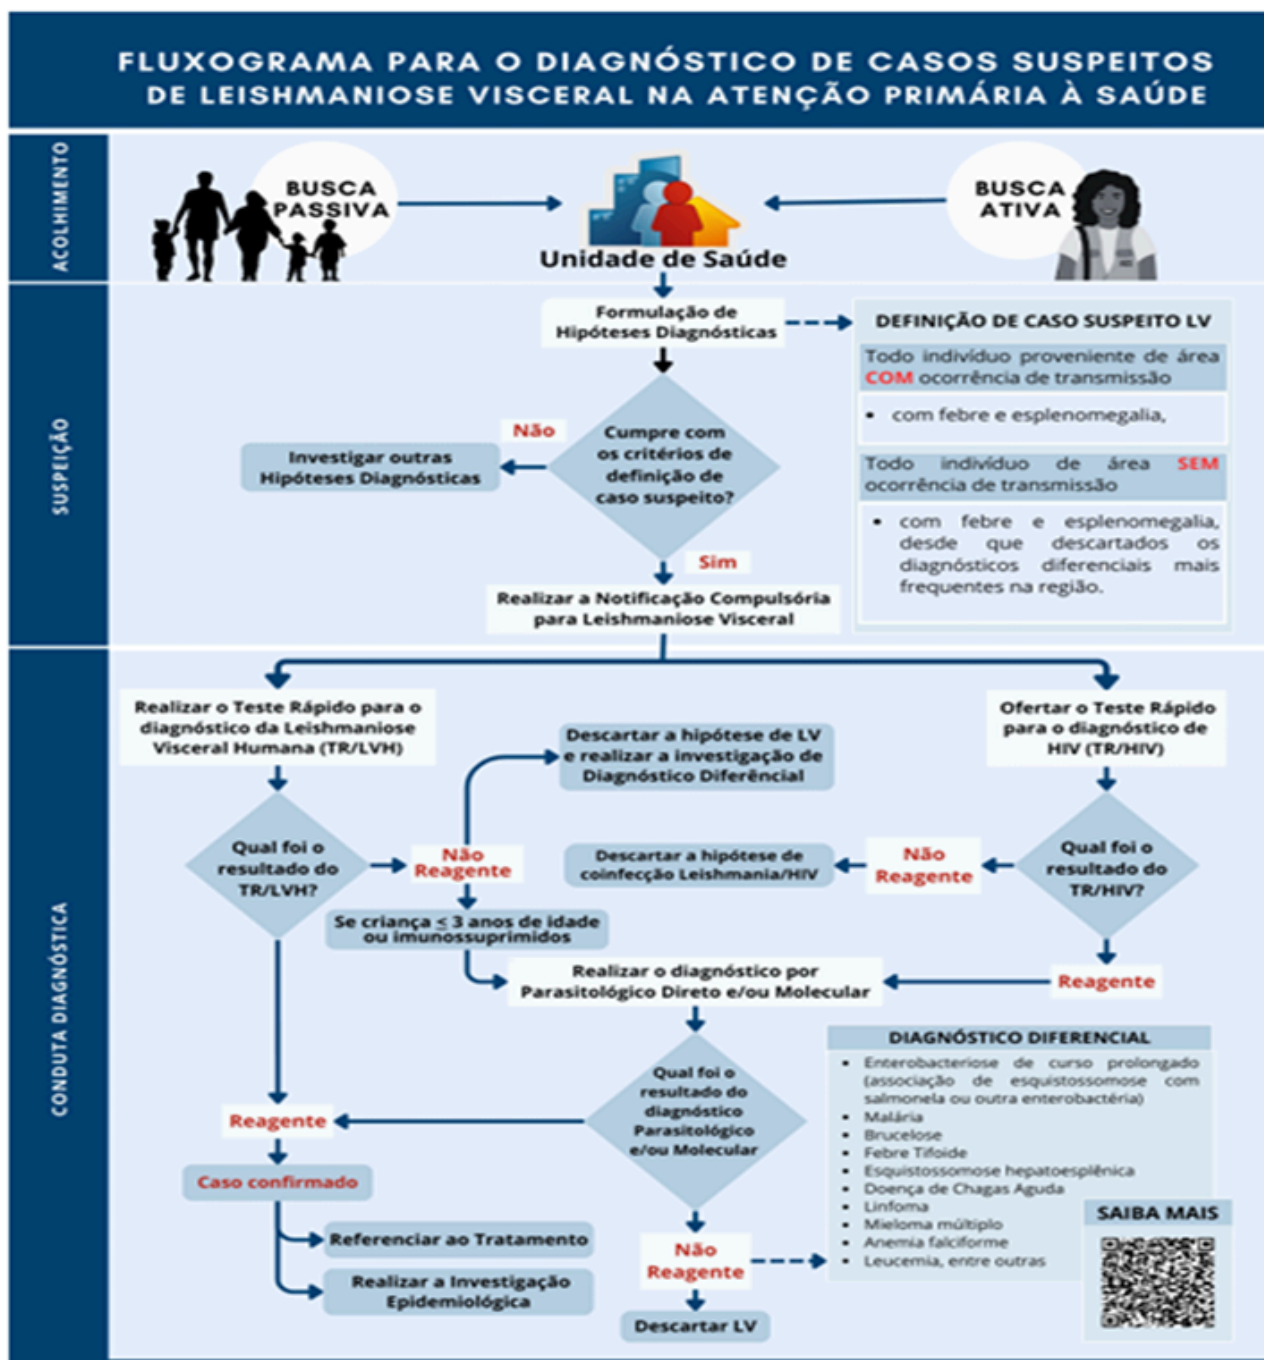 FLUXOGRAMA PARA O DIAGNÓSTICO DE CASOS SUSPEITOS
DE LEISHMANIOSE VISCERAL NA ATENÇÃO PRIMÁRIA À SAÚDE
ACOLHIMENTO
BUSCA
PASSIVA
Unidade de Saúde
BUSCA
ATIVA
SUSPEIÇÃO
Formulação de
Hipóteses Diagnósticas
DEFINIÇÃO DE CASO SUSPEITO LV
Todo indivíduo proveniente de área
COM ocorrência de transmissão
• com febre e esplenomegalia,
Todo indivíduo de área SEM
ocorrência de transmissão
• com febre e esplenomegalia,
desde que descartados os
diagnósticos diferenciais mais
frequentes na região.
Cumpre com
os critérios de
definição de
caso suspeito?
Não
Investigar outras
Hipóteses Diagnósticas
Sim
Realizar a Notificação Compulsória
para Leishmaniose Visceral
CONDUTA DIAGNÓSTICA
Realizar o Teste Rápido para o
diagnóstico da Leishmaniose
Visceral Humana (TR/LVH)
Ofertar o Teste Rápido
para o diagnóstico de
HIV (TR/HIV)
Descartar a hipótese de LV
e realizar a investigação de
Diagnóstico Diferêncial
Qual foi o
resultado do
TR/LVH?
Não
Reagente
Descartar a hipótese de
coinfecção Leishmania/HIV
Não
Reagente
Qual foi o
resultado do
TR/HIV?
Se criança ≤ 3 anos de idade
ou imunossuprimidos
Realizar o diagnóstico por
Parasitológico Direto e/ou Molecular
Reagente
Qual foi o
resultado do
diagnóstico
Parasitológico
e/ou Molecular
Reagente
Caso confirmado
Referenciar ao Tratamento
Realizar a Investigação
Epidemiológica
Não
Reagente
Descartar LV
DIAGNÓSTICO DIFERENCIAL
• Enterobacteriose de curso prolongado
(associação de esquistossomose com
salmonela ou outra enterobactéria)
• Malária
• Brucelose
• Febre Tifoide
• Esquistossomose hepatoesplênica
• Doença de Chagas Aguda
• Linfoma
• Mieloma múltiplo
• Anemia falciforme
• Leucemia, entre outras
SAIBA MAIS